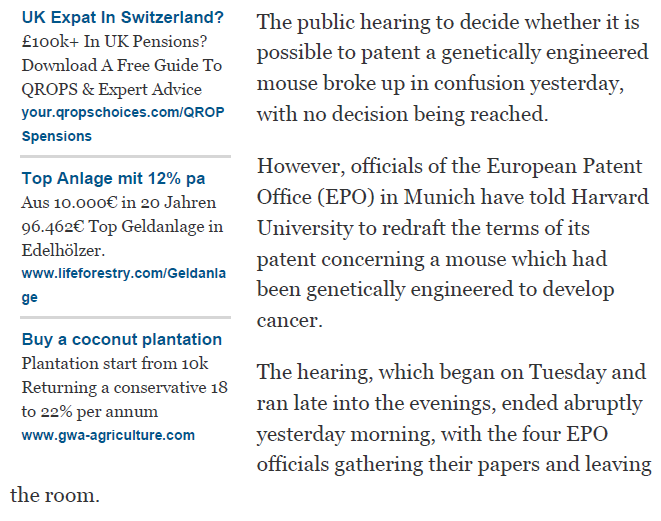 UK Expat In Switzerland?
£100k+ In UK Pensions?
Download A Free Guide To
QROPS & Expert Advice
your.qropschoices.com/QROP
Spensions
Top Anlage mit 12% pa
Aus 10.000€ in 20 Jahren
96.462€ Top Geldanlage in
Edelhölzer.
www.lifeforestry.com/Geldanla
ge
Buy a coconut plantation
Plantation start from 10k
Returning a conservative 18
to 22% per annum
www.gwa-agriculture.com
The public hearing to decide whether it is
possible to patent a genetically engineered
mouse broke up in confusion yesterday,
with no decision being reached.
However, officials of the European Patent
Office (EPO) in Munich have told Harvard
University to redraft the terms of its
patent concerning a mouse which had
been genetically engineered to develop
cancer.
The hearing, which began on Tuesday and
ran late into the evenings, ended abruptly
yesterday morning, with the four EPO
officials gathering their papers and leaving
the room.